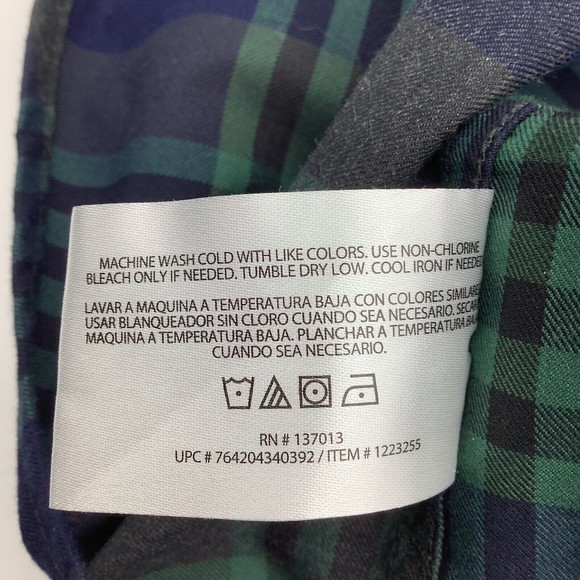 MACHINE WASH COLD WITH LIKE COLORS. USE NON-CHLORINE
BLEACH ONLY IF NEEDED. TUMBLE DRY LOW. COOL IRON IF NEEDED
LAVAR A MAQUINA A TEMPERATURA BAJA CON COLORES SIMILARES
USAR BLANQUEADOR SIN CLORO CUANDO SEA NECESARIO. SECAR
MAQUINA A TEMPERATURA BAJA. PLANCHAR A TEMPERATURA BAJA
CUANDO SEA NECESARIO.
RN # 137013
UPC # 764204340392 / ITEM # 1223255